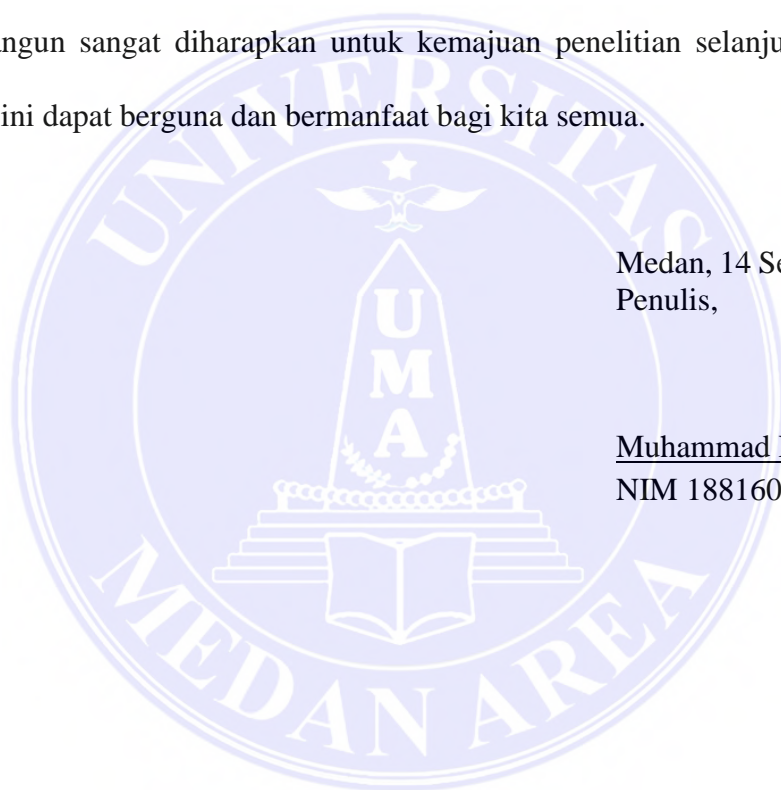 angun sangat diharapkan untuk kemajuan penelitian selanju
ini dapat berguna dan bermanfaat bagi kita semua.
UNIVERSITAS
Medan, 14 Se
Penulis,
U
M
A
Muhammad
NIM 188160
MEDAN AREA